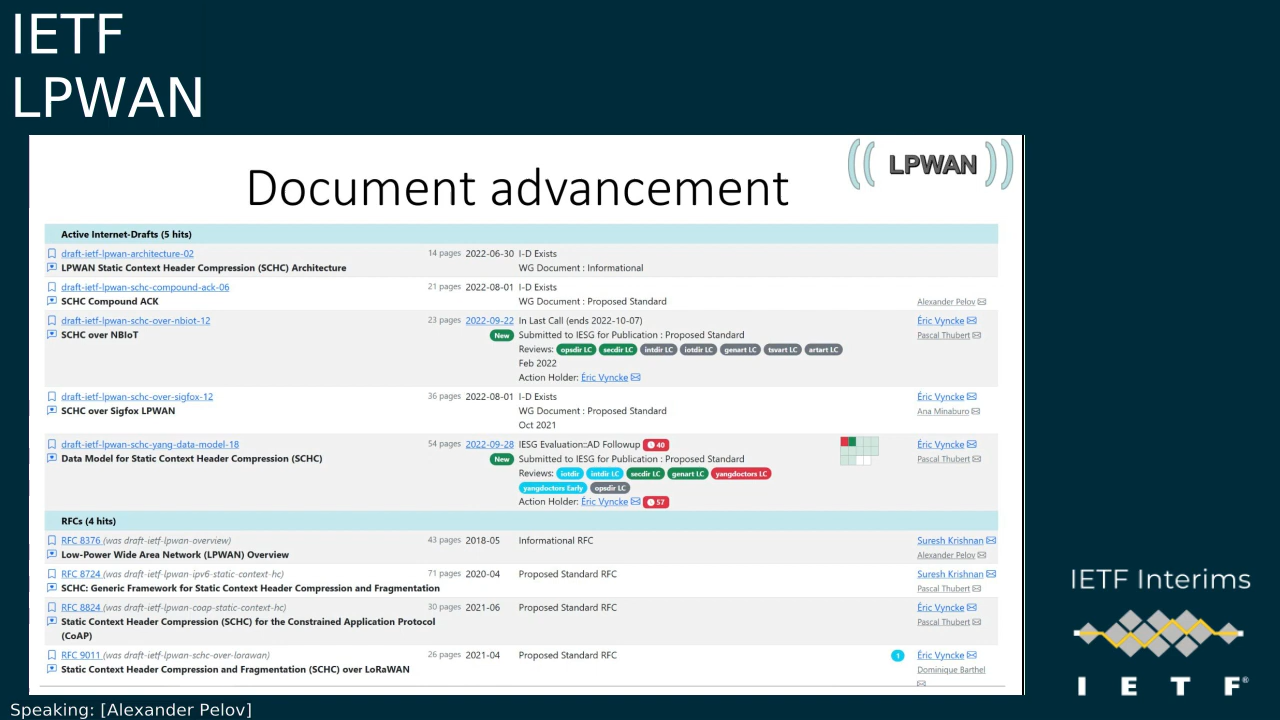 IETF
LPWAN
LPWAN
Document advancement
Active Internet-Drafts (5 hits)
draft-ietf-lpwan-architecture-02 14 pages 2022-06-30 I-D Exists
LPWAN Static Context Header Compression (SCHC) Architecture WG Document : Informational
draft-ietf-lpwan-schc-compound-ack-06 21 pages 2022-08-01 I-D Exists
SCHC Compound ACK WG Document : Proposed Standard Alexander Pelov
draft-ietf-lpwan-schc-over-nbiot-12 23 pages 2022-09-22 In Last Call (ends 2022-10-07) Éric Vyncke
SCHC over NBIoT New Submitted to IESG for Publication : Proposed Standard Pascal Thubert
Reviews: opsdir LC secdir LC intdir LC iotdir LC genart LC tsvart LC artart LC
Feb 2022
Action Holder: Éric Vyncke
draft-ietf-lpwan-schc-over-sigfox-12 36 pages 2022-08-01 I-D Exists Éric Vyncke
SCHC over Sigfox LPWAN WG Document : Proposed Standard Ana Minaburo
Oct 2021
draft-ietf-lpwan-schc-yang-data-model-18 54 pages 2022-09-28 IESG Evaluation::AD Followup 40 Éric Vyncke
Data Model for Static Context Header Compression (SCHC) New Submitted to IESG for Publication : Proposed Standard Pascal Thubert
Reviews: intdir intdir LC secdir LC genart LC yangdoctors LC
yangdoctors Early opsdir LC
Action Holder: Éric Vyncke 57
RFCs (4 hits)
RFC 8376 (was draft-ietf-lpwan-overview) 43 pages 2018-05 Informational RFC Suresh Krishnan
Low-Power Wide Area Network (LPWAN) Overview Alexander Pelov
RFC 8724 (was draft-ietf-lpwan-ipv6-static-context-hc) 71 pages 2020-04 Proposed Standard RFC Suresh Krishnan
SCHC: Generic Framework for Static Context Header Compression and Fragmentation Pascal Thubert
RFC 8824 (was draft-ietf-lpwan-coap-static-context-hc) 30 pages 2021-06 Proposed Standard RFC Éric Vyncke
Static Context Header Compression (SCHC) for the Constrained Application Protocol Pascal Thubert
(CoAP)
RFC 9011 (was draft-ietf-lpwan-schc-over-lorawan) 26 pages 2021-04 Proposed Standard RFC 1 Éric Vyncke
Static Context Header Compression and Fragmentation (SCHC) over LoRaWAN Dominique Barthel
IETF Interims
I E T F®
Speaking: [Alexander Pelov]